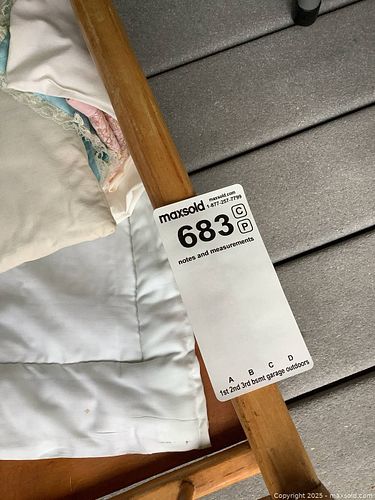 maxsold maxsold.com
1-877-257-7799
683 C
P
notes and measurements
A B C D
1st 2nd 3rd bsmt garage outdoors
Copyright 2025 - maxsold.com